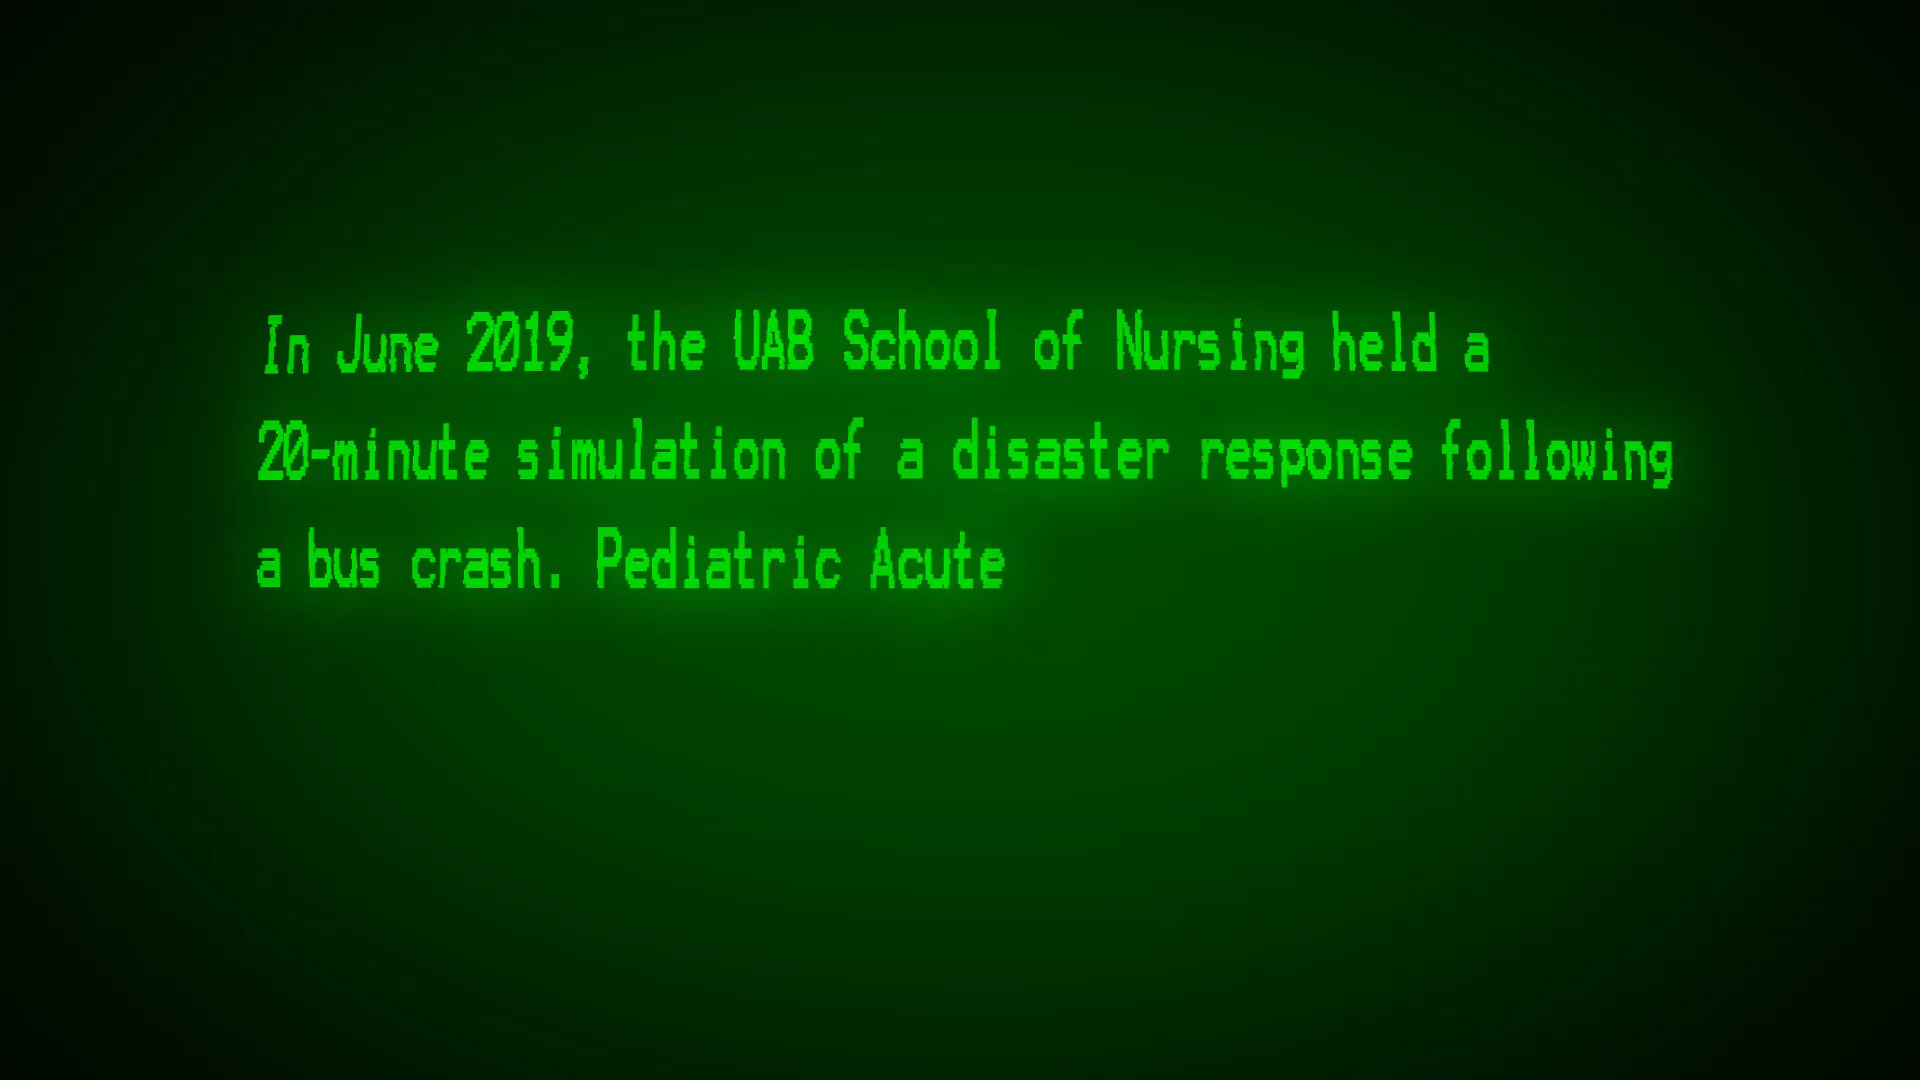 In June 2019, the UAB School of Nursing held a
20-minute simulation of a disaster response following
a bus crash. Pediatric Acute